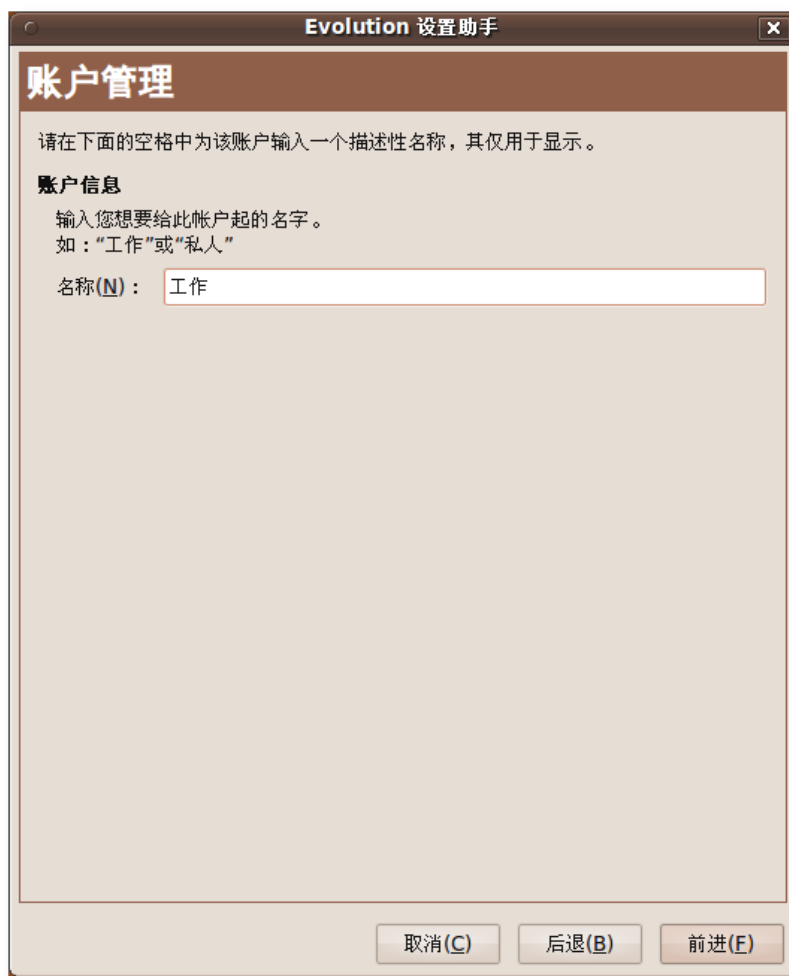 Evolution 设置助手
账户管理
请在下面的空格中为该账户输入一个描述性名称，其仅用于显示。
账户信息
输入您想要给此帐户起的名字。
如：“工作”或“私人”
名称(N)： 工作
取消(C) 后退(B) 前进(F)